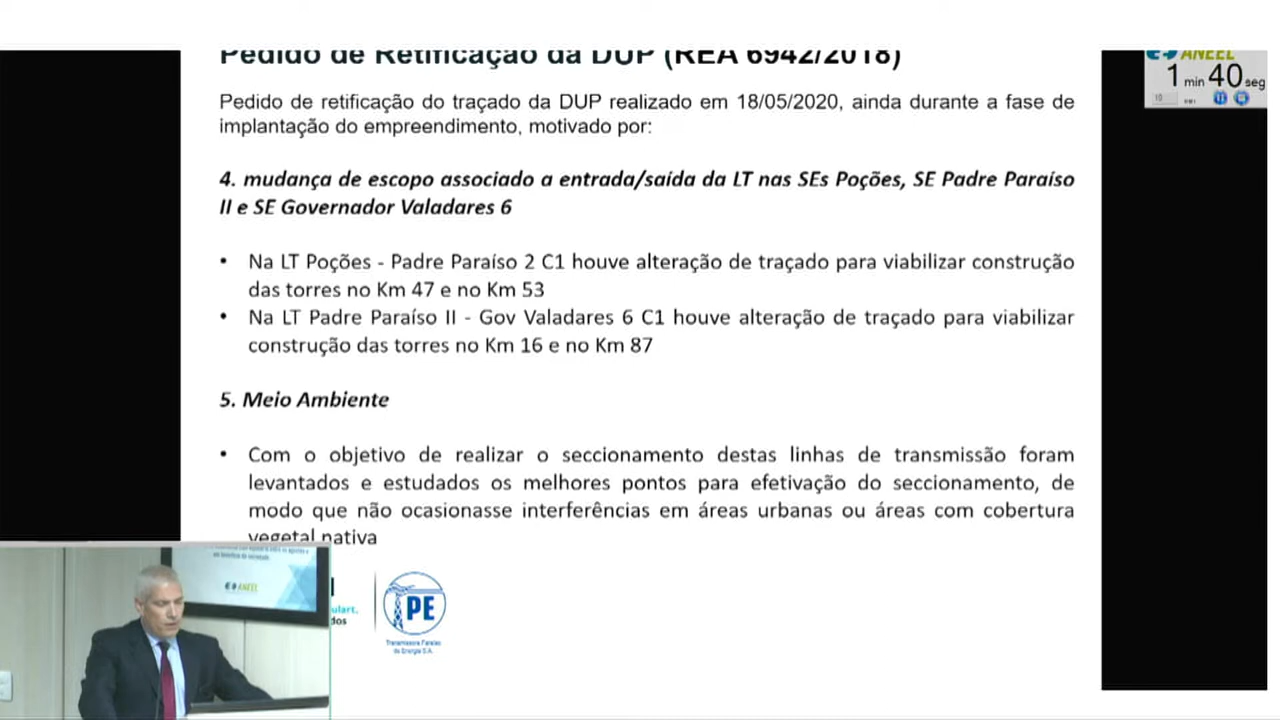 Pedido de Retificação da DUP (REA 6942/2018)
ANEEL
1 min 40 seg
10
Pedido de retificação do traçado da DUP realizado em 18/05/2020, ainda durante a fase de
implantação do empreendimento, motivado por:
4. mudança de escopo associado a entrada/saída da LT nas SEs Poções, SE Padre Paraíso
II e SE Governador Valadares 6
• Na LT Poções - Padre Paraíso 2 C1 houve alteração de traçado para viabilizar construção
das torres no Km 47 e no Km 53
• Na LT Padre Paraíso II - Gov Valadares 6 C1 houve alteração de traçado para viabilizar
construção das torres no Km 16 e no Km 87
5. Meio Ambiente
• Com o objetivo de realizar o seccionamento destas linhas de transmissão foram
levantados e estudados os melhores pontos para efetivação do seccionamento, de
modo que não ocasionasse interferências em áreas urbanas ou áreas com cobertura
vegetal nativa
ANEEL
ulart,
dos
PE
Transmissora Paraíso
de Energia S.A.